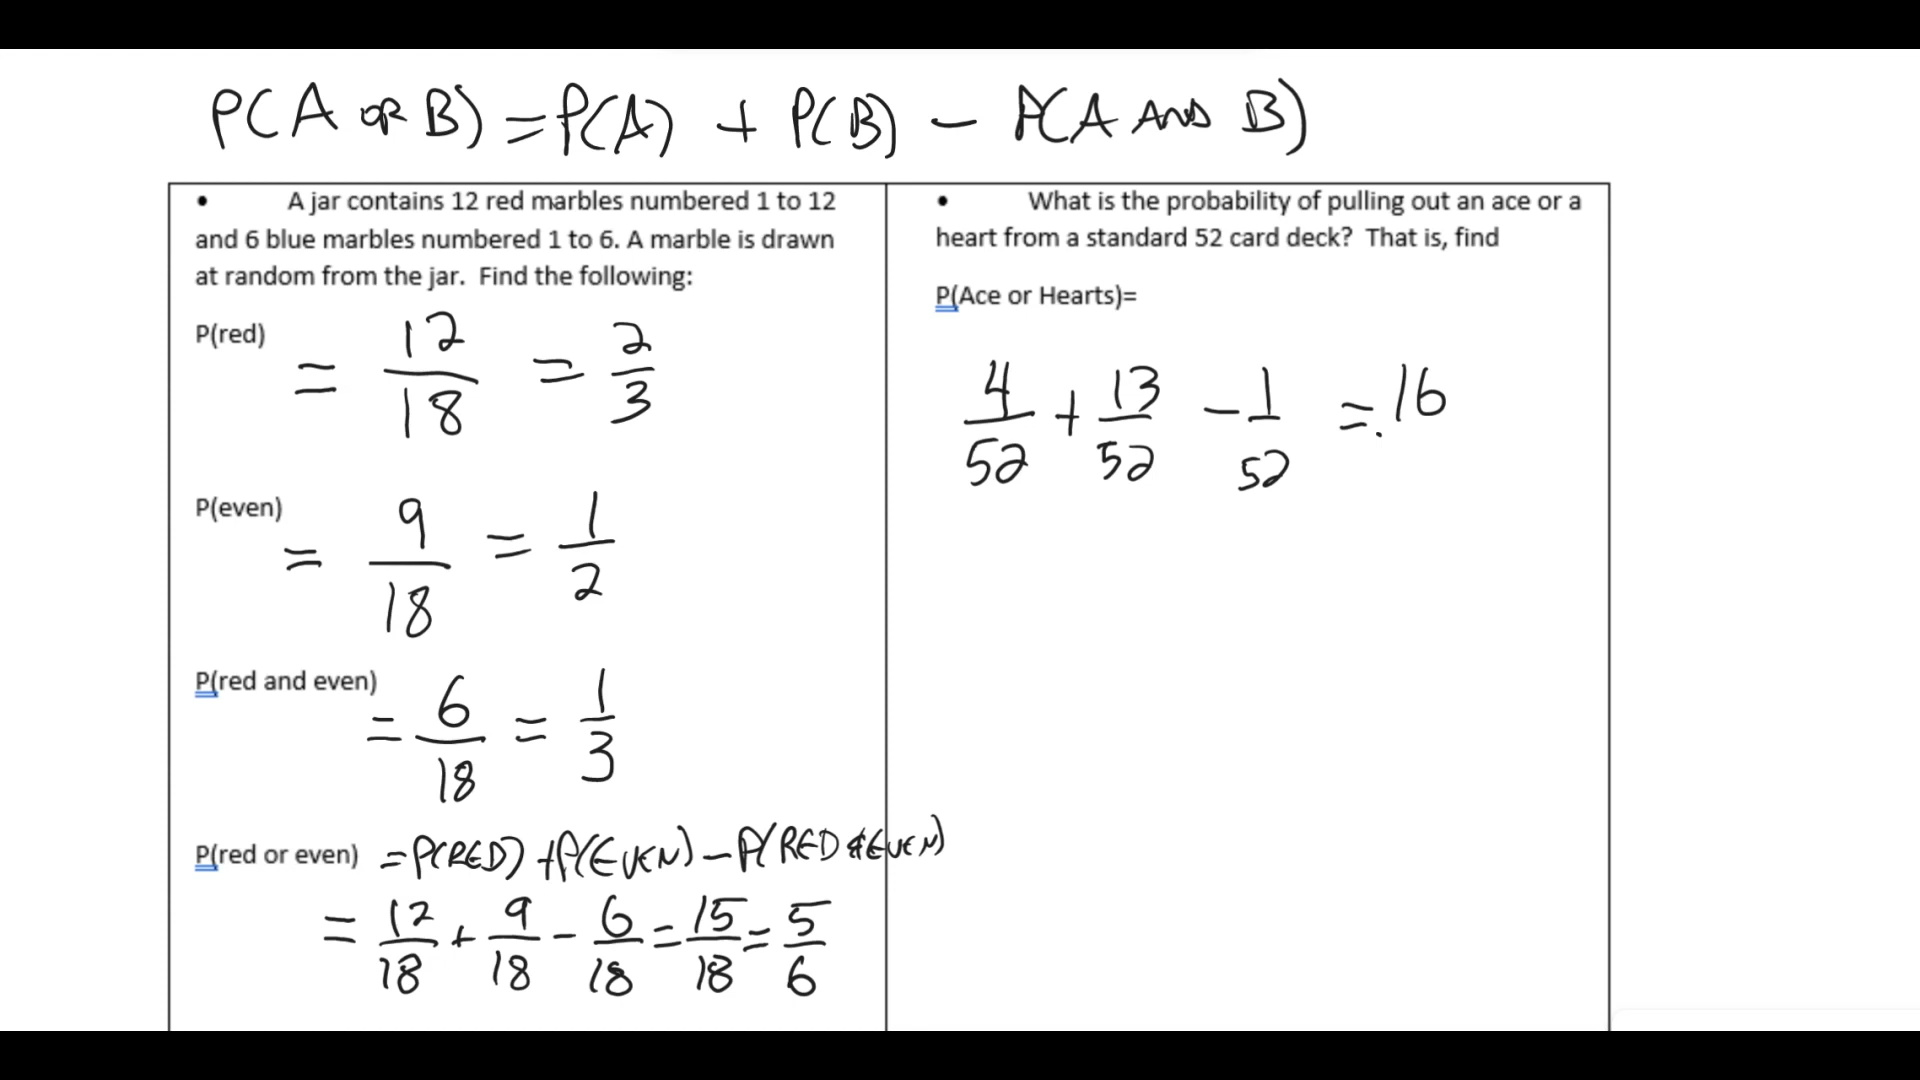 P(A OR B) = P(A) + P(B) - P(A AND B)
• A jar contains 12 red marbles numbered 1 to 12
and 6 blue marbles numbered 1 to 6. A marble is drawn
at random from the jar. Find the following:
P(red)
= 12/18 = 2/3
P(even)
= 9/18 = 1/2
P(red and even)
= 6/18 = 1/3
P(red or even) = P(RED) + P(EVEN) - P(RED & EVEN)
= 12/18 + 9/18 - 6/18 = 15/18 = 5/6
• What is the probability of pulling out an ace or a
heart from a standard 52 card deck? That is, find
P(Ace or Hearts)=
4/52 + 13/52 - 1/52 = 16